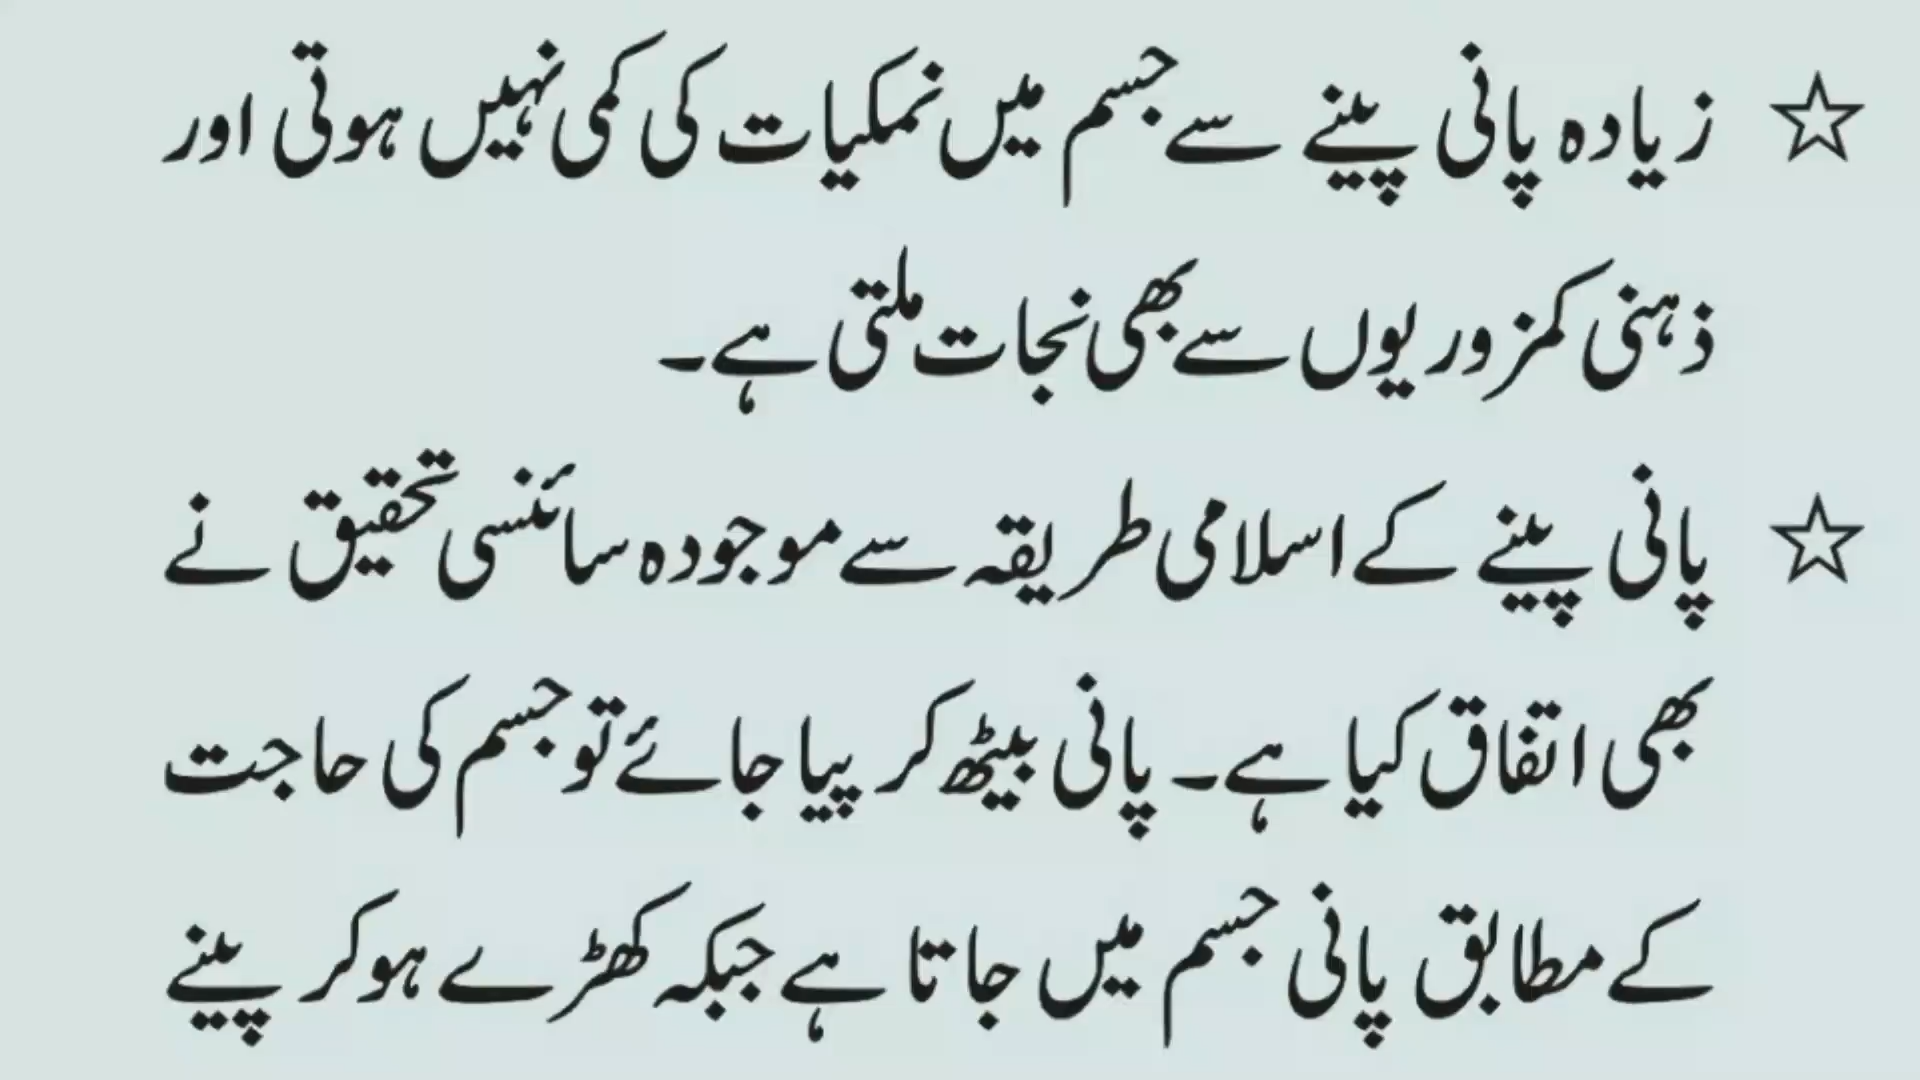 ☆ زیادہ پانی پینے سے جسم میں نمکیات کی کمی نہیں ہوتی اور
ذہنی کمزوریوں سے بھی نجات ملتی ہے۔
☆ پانی پینے کے اسلامی طریقہ سے موجودہ سائنسی تحقیق نے
بھی اتفاق کیا ہے۔ پانی بیٹھ کر پیا جائے تو جسم کی حاجت
کے مطابق پانی جسم میں جاتا ہے جبکہ کھڑے ہو کر پینے